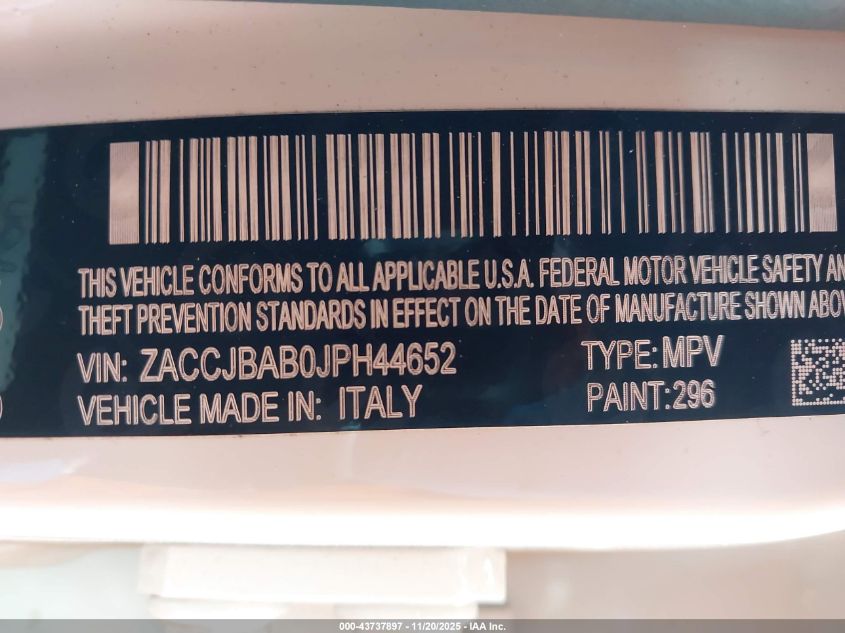 THIS VEHICLE CONFORMS TO ALL APPLICABLE U.S.A. FEDERAL MOTOR VEHICLE SAFETY AN
THEFT PREVENTION STANDARDS IN EFFECT ON THE DATE OF MANUFACTURE SHOWN ABOV
VIN: ZACCJBAB0JPH44652 TYPE: MPV
VEHICLE MADE IN: ITALY PAINT: 296
000-43737897 - 11/20/2025 - IAA Inc.